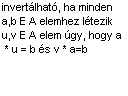 invertálható, ha minden
a,b E A elemhez létezik
u,v E A elem úgy, hogy a
* u = b és v * a=b